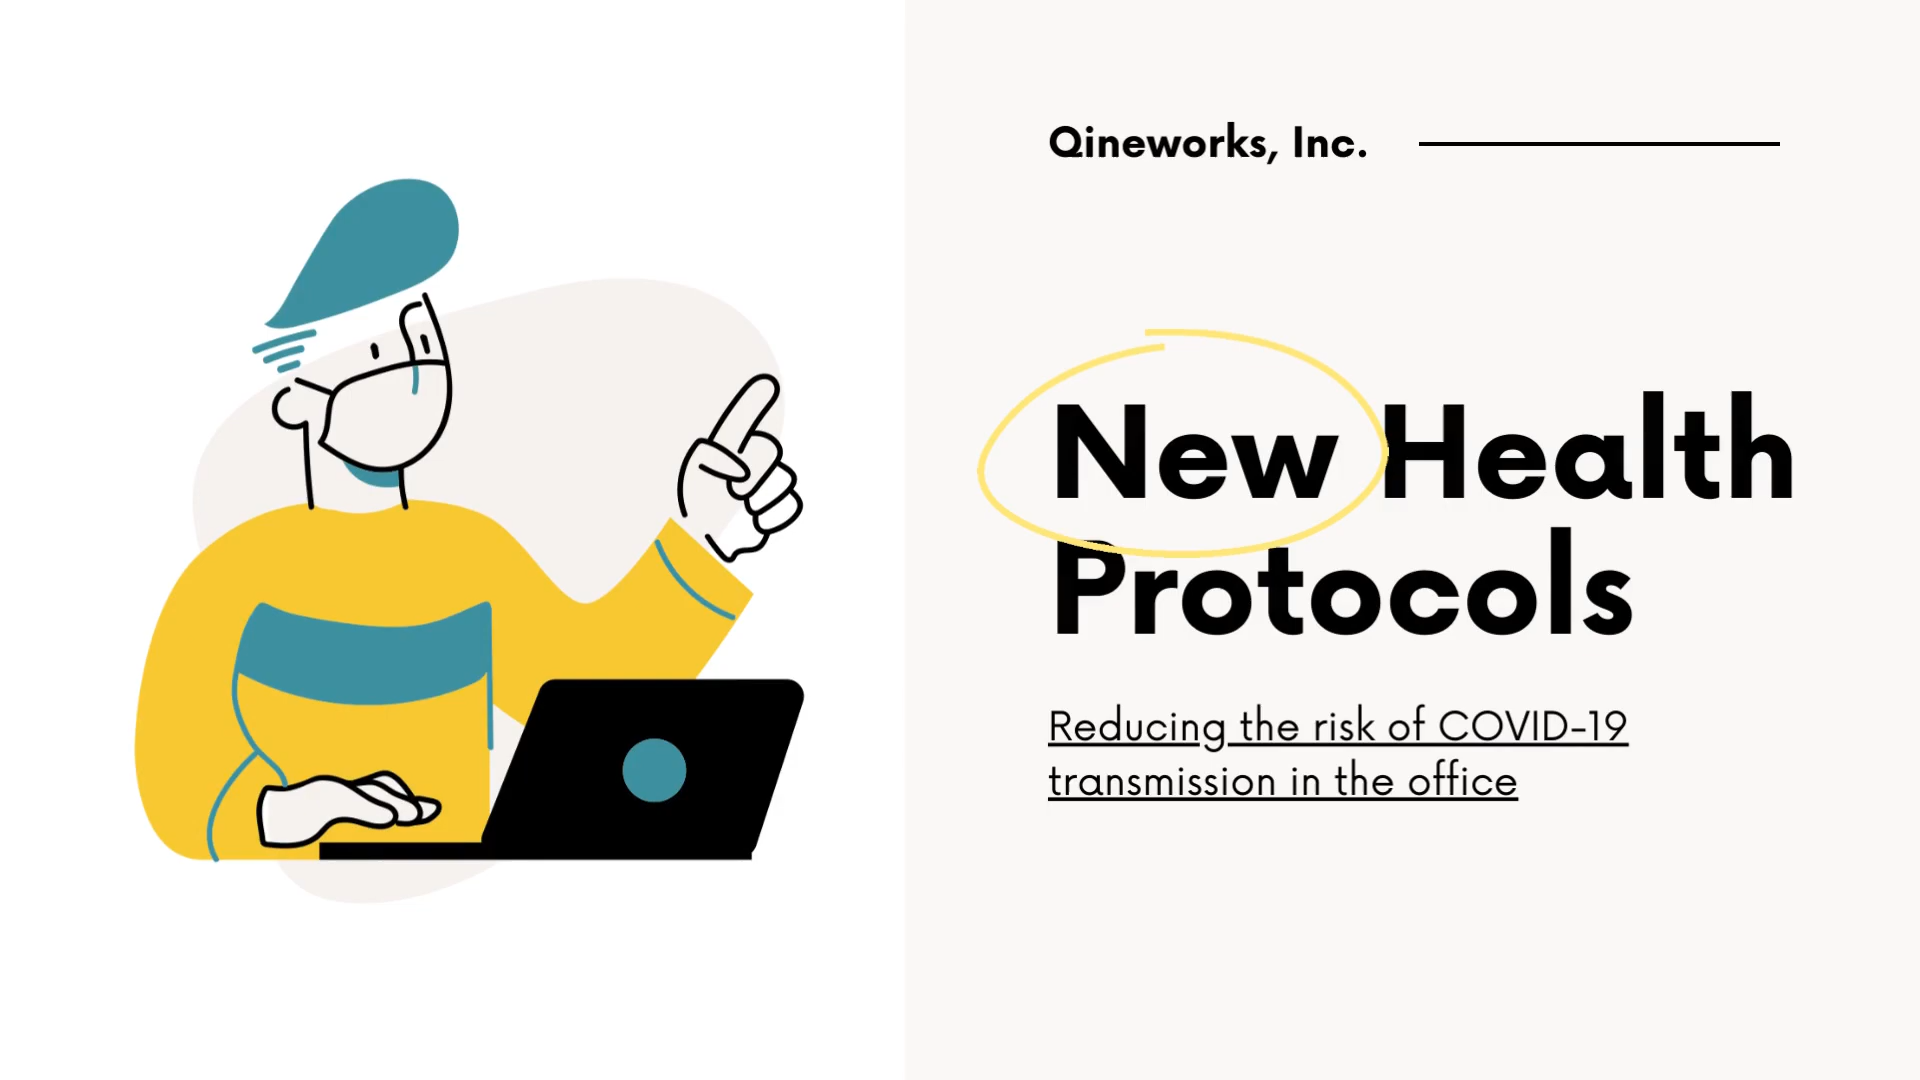 Qineworks, Inc.
New Health
Protocols
Reducing the risk of COVID-19
transmission in the office